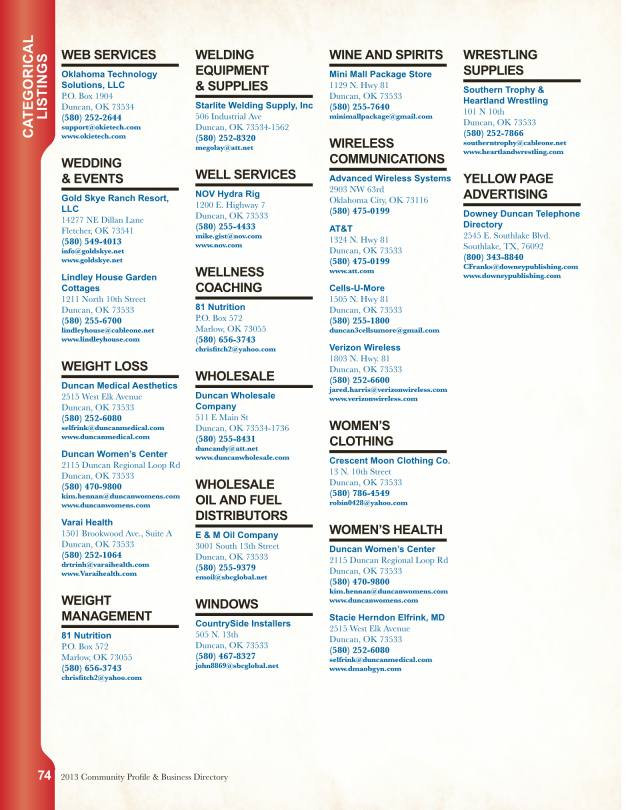 CATEGORICAL
LISTINGS
WEB SERVICES
Oklahoma Technology
Solutions, LLC
P.O. Box 1904
Duncan, OK 73534
(580) 252-2644
support@okietech.com
www.okietech.com
WEDDING
& EVENTS
Gold Skye Ranch Resort,
LLC
14277 NE Dillan Lane
Fletcher, OK 73541
(580) 549-4013
info@goldskye.com
www.goldskye.net
Lindley House Garden
Cottages
1211 North 10th Street
Duncan, OK 73533
(580) 255-6700
lindleyhouse@cableone.net
www.lindleyhouse.com
WEIGHT LOSS
Duncan Medical Aesthetics
2515 West Elk Avenue
Duncan, OK 73533
(580) 252-6080
selfrink@duncanmedical.com
www.duncanmedical.com
Duncan Women's Center
2115 Duncan Regional Loop Rd
Duncan, OK 73533
(580) 470-9800
kim.hennan@duncanwomens.com
www.duncanwomens.com
Varai Health
1501 Brookwood Ave., Suite A
Duncan, OK 73533
(580) 252-1064
drtrinh@varaihealth.com
www.Varaihealth.com
WEIGHT
MANAGEMENT
81 Nutrition
P.O. Box 572
Marlow, OK 73055
(580) 656-3743
chrisfitch2@yahoo.com
WELDING
EQUIPMENT
& SUPPLIES
Starlite Welding Supply, Inc
506 Industrial Ave
Duncan, OK 73534-1562
(580) 252-8320
megolay@att.net
WELL SERVICES
NOV Hydra Rig
1200 E. Highway 7
Duncan, OK 73533
(580) 255-4433
mike.gist@nov.com
www.nov.com
WELLNESS
COACHING
81 Nutrition
P.O. Box 572
Marlow, OK 73055
(580) 656-3743
chrisfitch2@yahoo.com
WHOLESALE
Duncan Wholesale
Company
511 E Main St
Duncan, OK 73534-1736
(580) 255-8431
duncandy@att.net
www.duncanwholesale.com
WHOLESALE
OIL AND FUEL
DISTRIBUTORS
E & M Oil Company
3001 South 13th Street
Duncan, OK 73533
(580) 255-9379
emoil@sbcglobal.net
WINDOWS
CountrySide Installers
505 N. 13th
Duncan, OK 73533
(580) 467-8327
john8869@sbcglobal.net
WINE AND SPIRITS
Mini Mall Package Store
1129 N. Hwy 81
Duncan, OK 73533
(580) 255-7640
minimallpackage@gmail.com
WIRELESS
COMMUNICATIONS
Advanced Wireless Systems
2903 NW 63rd
Oklahoma City, OK 73116
(580) 475-0199
AT&T
1324 N. Hwy 81
Duncan, OK 73533
(580) 475-0199
www.att.com
Cells-U-More
1505 N. Hwy 81
Duncan, OK 73533
(580) 255-1800
duncan3cellsumore@gmail.com
Verizon Wireless
1803 N. Hwy. 81
Duncan, OK 73533
(580) 252-6600
jared.harris@verizonwireless.com
www.verizonwireless.com
WOMEN'S
CLOTHING
Crescent Moon Clothing Co.
13 N. 10th Street
Duncan, OK 73533
(580) 786-4549
robin0428@yahoo.com
WOMEN'S HEALTH
Duncan Women's Center
2115 Duncan Regional Loop Rd
Duncan, OK 73533
(580) 470-9800
kim.hennan@duncanwomens.com
www.duncanwomens.com
Stacie Herndon Elfrink, MD
2515 West Elk Avenue
Duncan, OK 73533
(580) 252-6080
selfrink@duncanmedical.com
www.dmaobgyn.com
WRESTLING
SUPPLIES
Southern Trophy &
Heartland Wrestling
101 N 10th
Duncan, OK 73533
(580) 252-7866
southerntrophy@cableone.net
www.heartlandwrestling.com
YELLOW PAGE
ADVERTISING
Downey Duncan Telephone
Directory
2545 E. Southlake Blvd.
Southlake, TX, 76092
(800) 343-8840
CFranks@downeypublishing.com
www.downeypublishing.com
74 2013 Community Profile & Business Directory